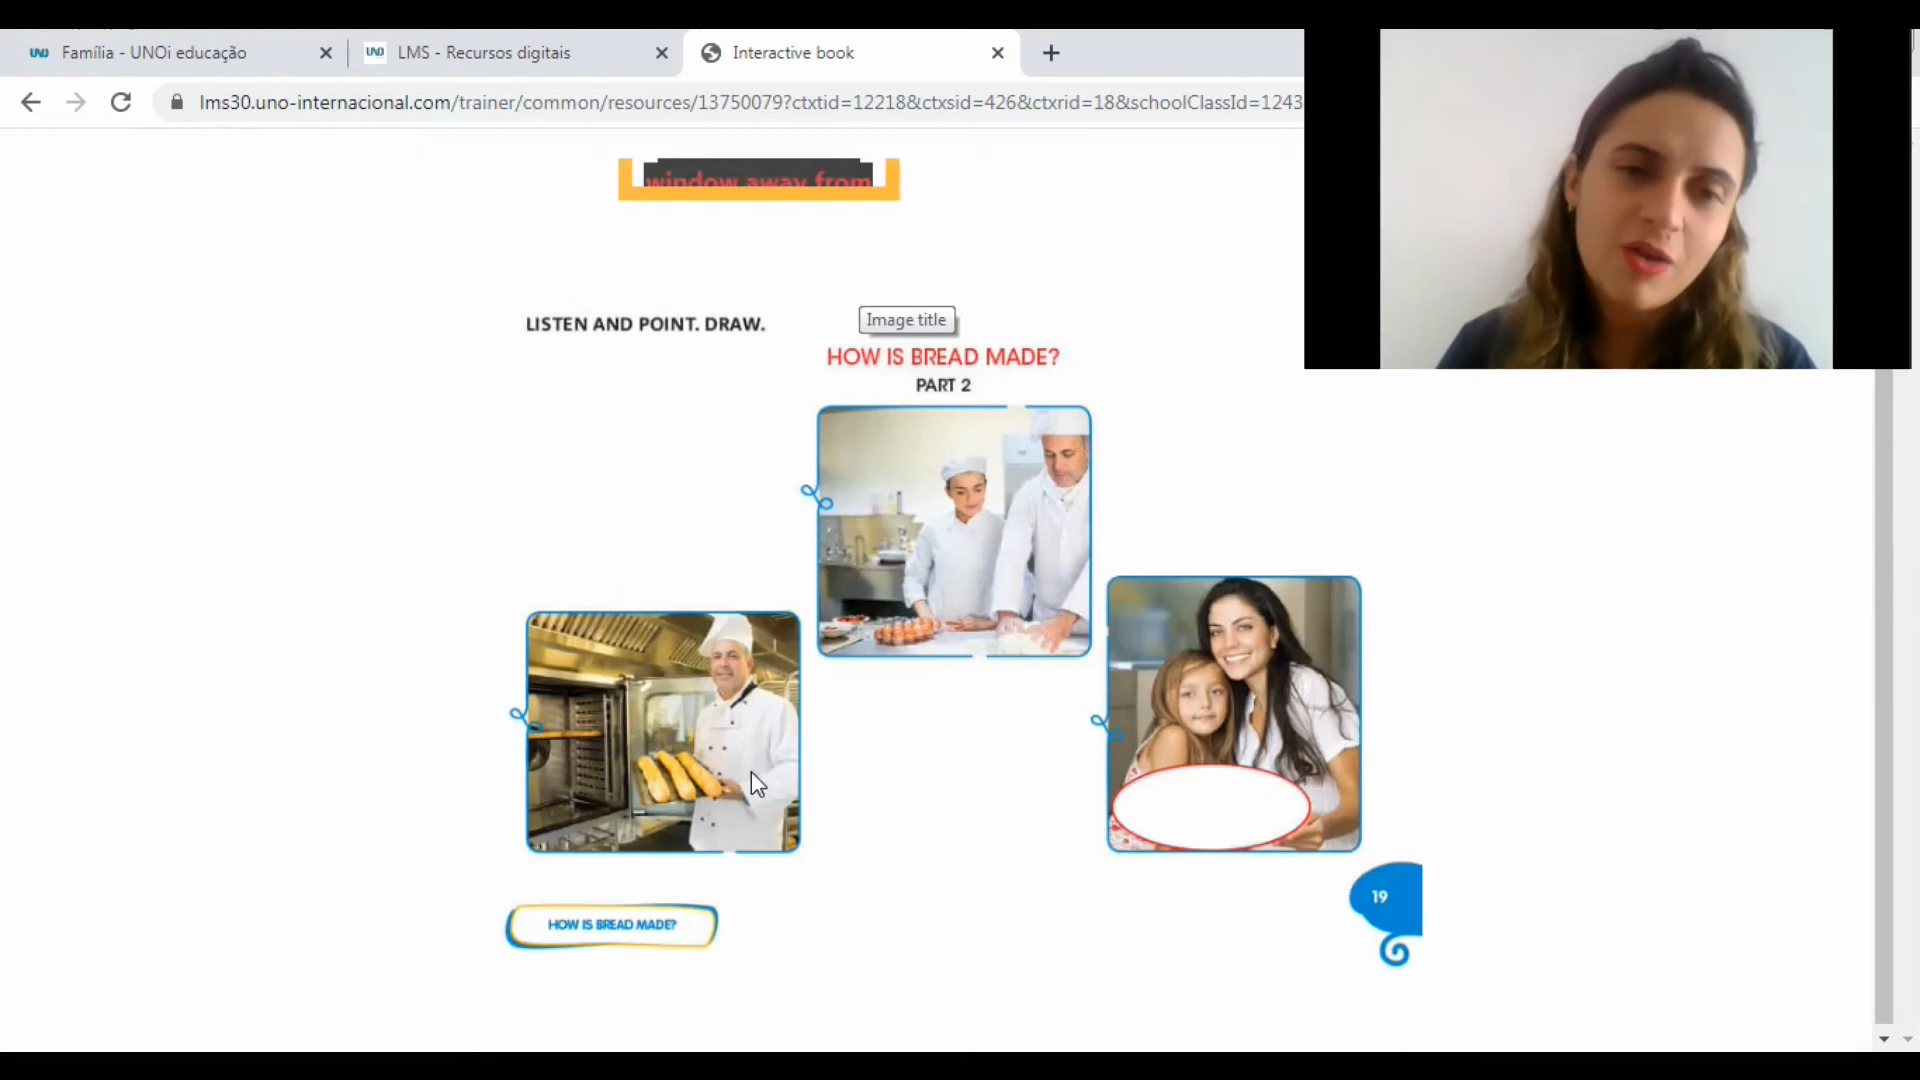 UNO Família - UNOi educação
UNO LMS - Recursos digitais
Interactive book
lms30.uno-internacional.com/trainer/common/resources/13750079?ctxtid=12218&ctxsid=426&ctxrid=18&schoolClassId=1243
window away from
LISTEN AND POINT. DRAW.
Image title
HOW IS BREAD MADE?
PART 2
19
HOW IS BREAD MADE?